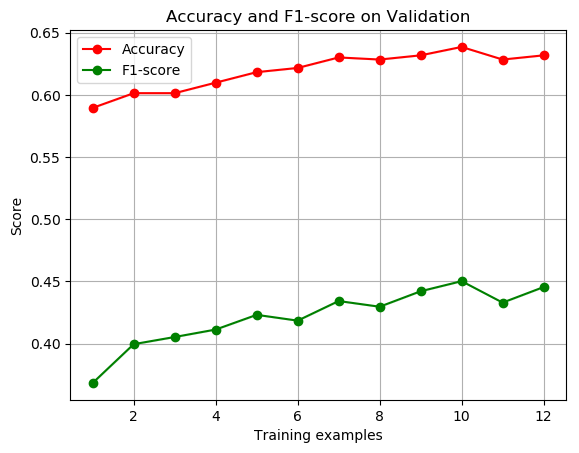 Accuracy and F1-score on Validation
Accuracy
F1-score
0.65
0.60
0.55
0.50
0.45
0.40
Score
2 4 6 8 10 12
Training examples